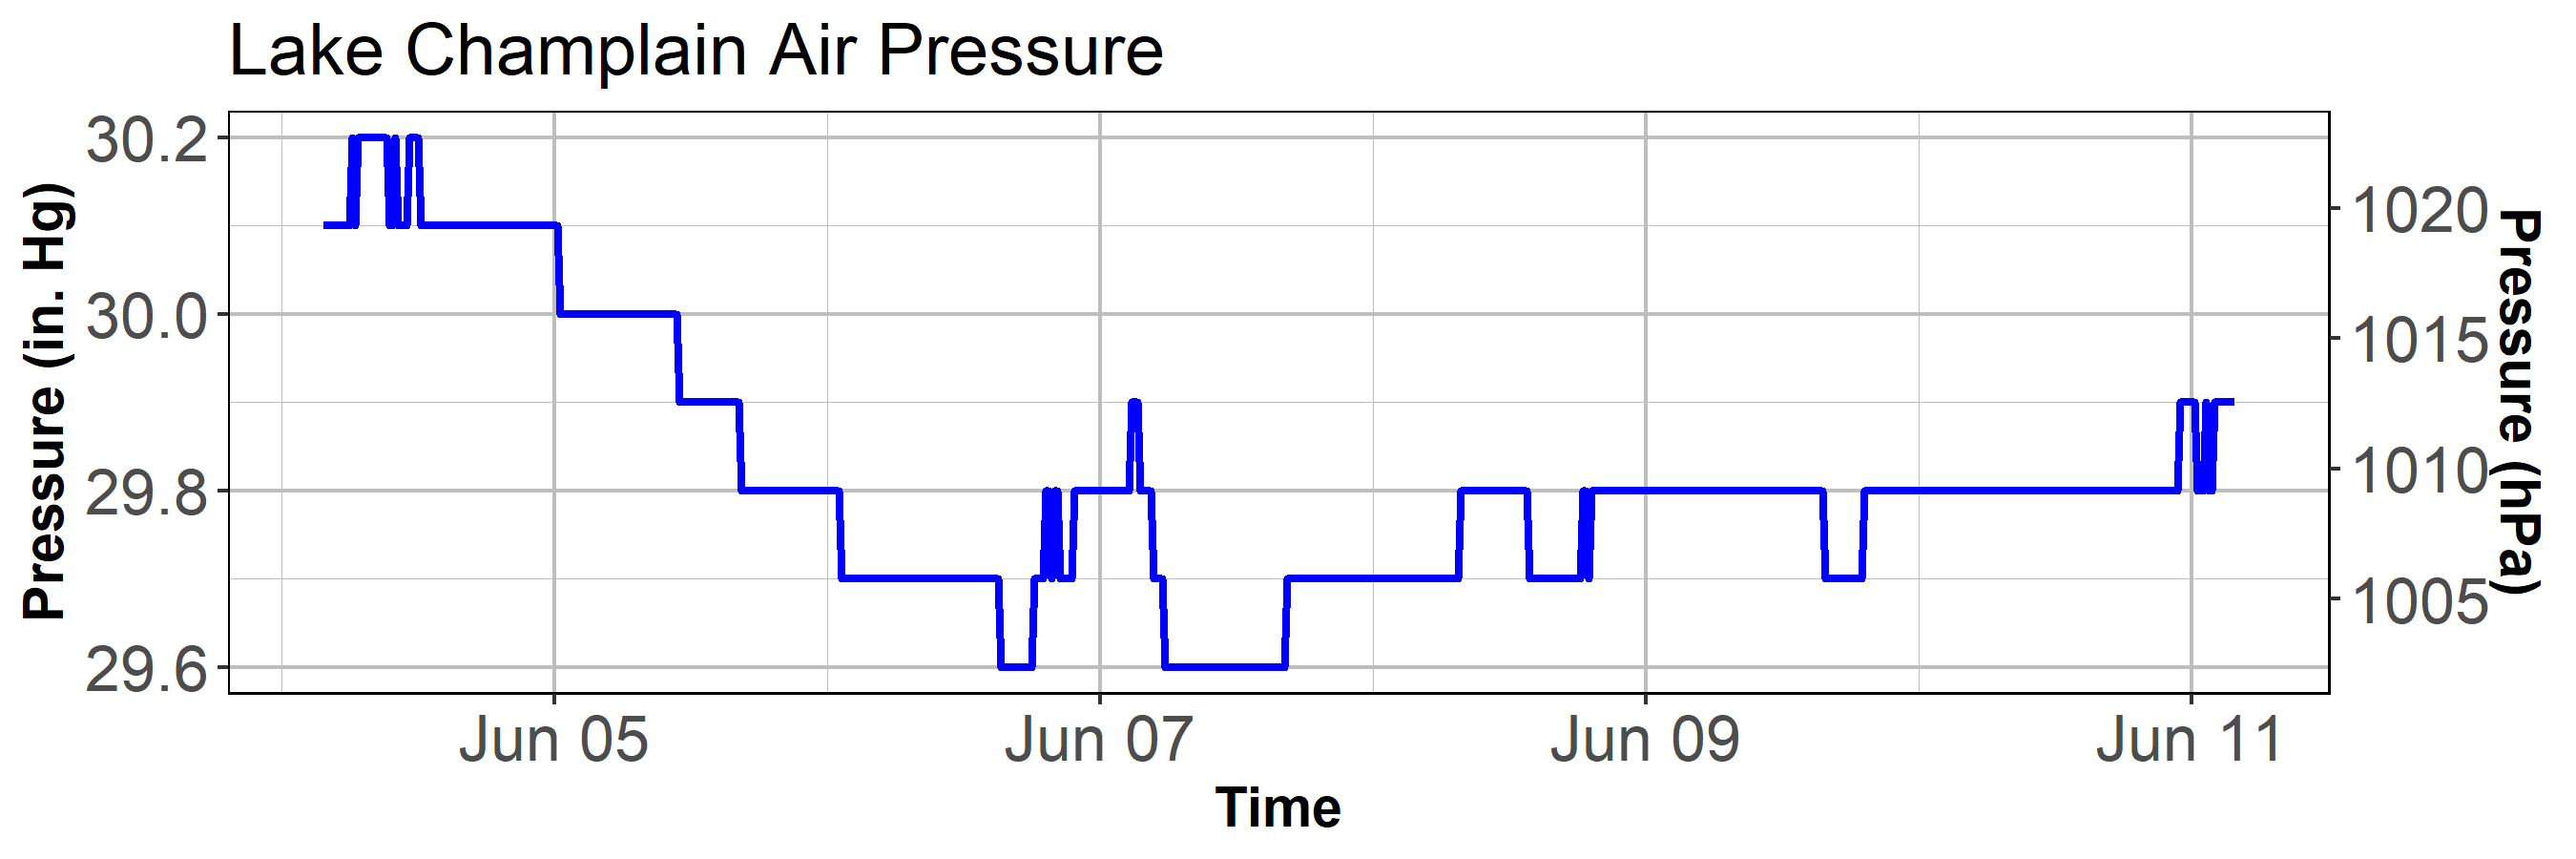 Lake Champlain Air Pressure
Pressure (in. Hg)
30.2
30.0
29.8
29.6
1020
1015
1010
1005
Pressure (hPa)
Jun 05
Jun 07
Jun 09
Jun 11
Time